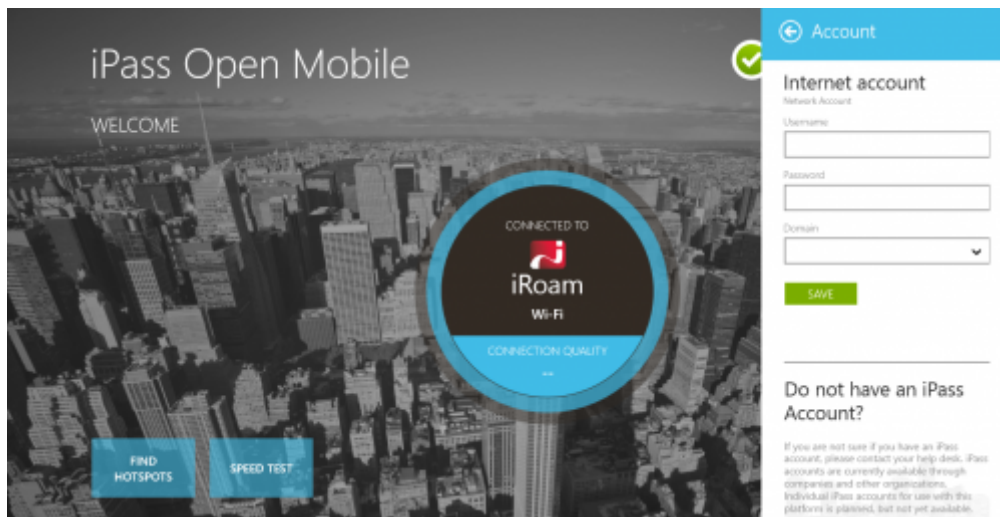 iPass Open Mobile
WELCOME
CONNECTED TO
iRoam
Wi-Fi
CONNECTION QUALITY
--
FIND
HOTSPOTS
SPEED TEST
Account
Internet account
Network Account
Username
Password
Domain
SAVE
Do not have an iPass
Account?
If you are not sure if you have an iPass
account, please contact your help desk. iPass
accounts are currently available through
companies and other organizations.
Individual iPass accounts for use with this
platform is planned, but not yet available.